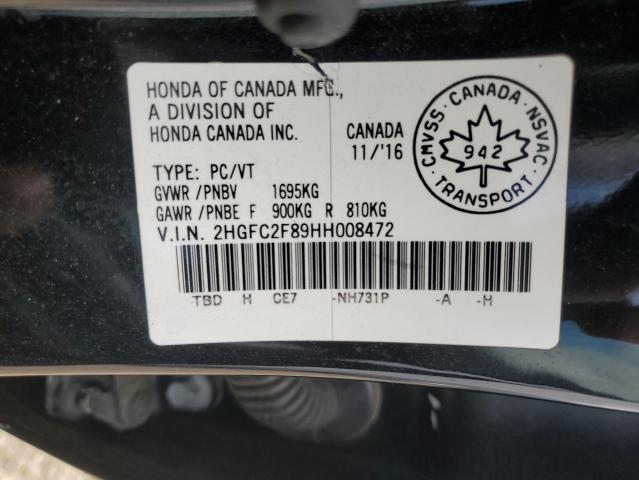 HONDA OF CANADA MFG.,
A DIVISION OF
HONDA CANADA INC.
CANADA
11/'16
TYPE: PC/VT
GVWR/PNBV 1695KG
GAWR/PNBE F 900KG R 810KG
V.I.N. 2HGFC2F89HH008472
TBD H CE7 -NH731P -A -H
CMVSS · CANADA · NSVAC
942
TRANSPORT